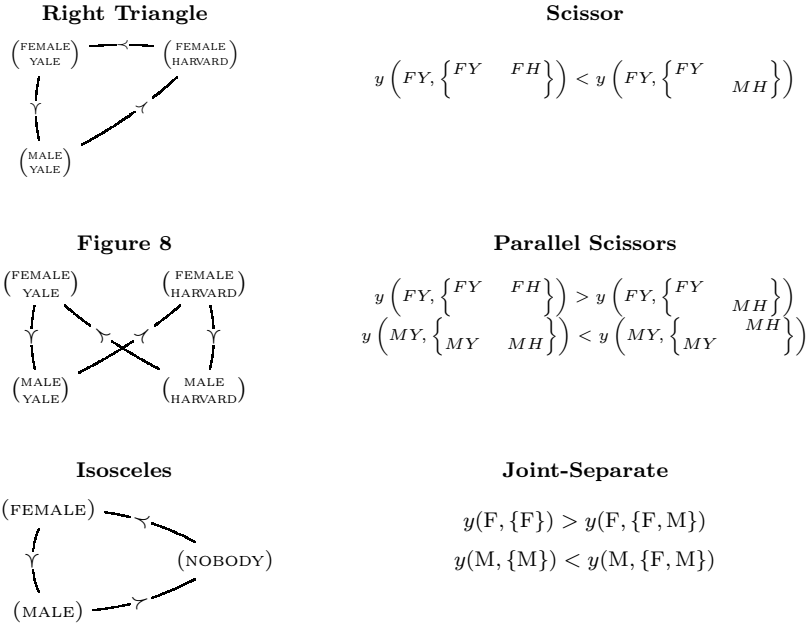 Right Triangle
Scissor
(FEMALE YALE) ≺ (FEMALE HARVARD)
≺
≺
(MALE YALE)
y (FY, {FY FH}) < y (FY, {FY MH})
Figure 8
Parallel Scissors
(FEMALE YALE) (FEMALE HARVARD)
≺ ≺ ≺ ≺
(MALE YALE) (MALE HARVARD)
y (FY, {FY FH}) > y (FY, {FY MH})
y (MY, {MY MH}) < y (MY, {MY MH})
Isosceles
Joint-Separate
(FEMALE)
≺
≺
(NOBODY)
(MALE)
≺
y(F, {F}) > y(F, {F, M})
y(M, {M}) < y(M, {F, M})